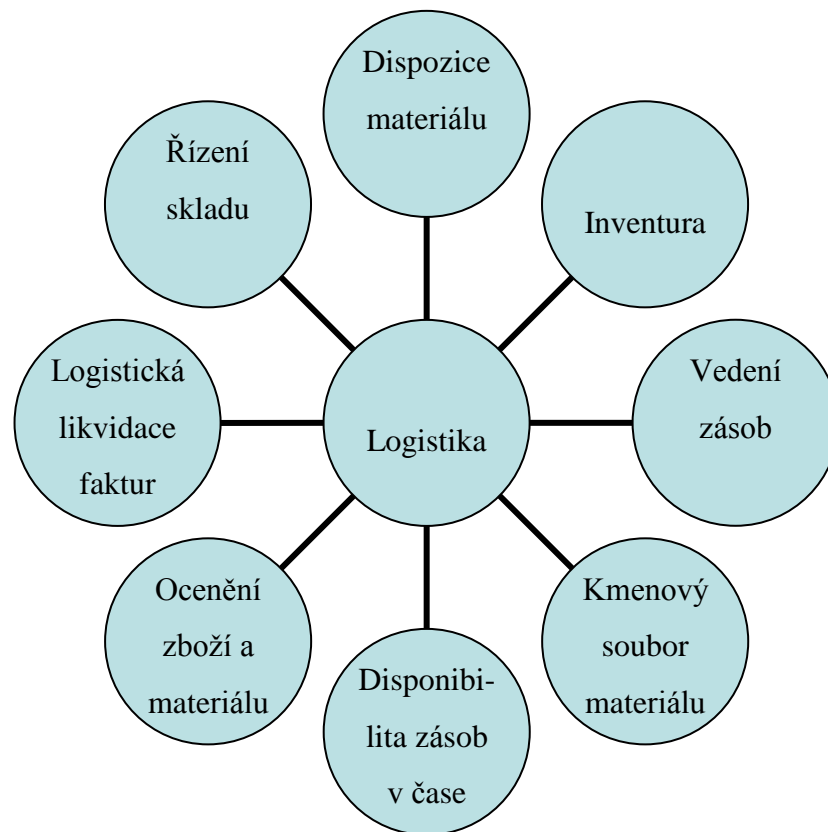 Dispozice
materiálu
Inventura
Vedení
zásob
Kmenový
soubor
materiálu
Disponibi-
lita zásob
v čase
Ocenění
zboží a
materiálu
Logistická
likvidace
faktur
Řízení
skladu
Logistika